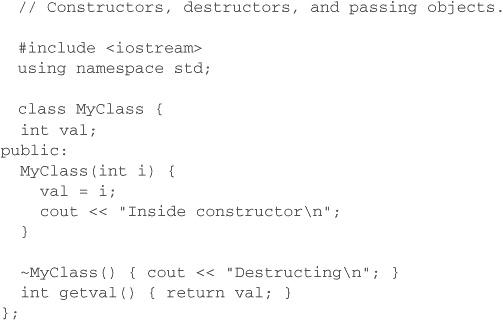 // Constructors, destructors, and passing objects.
#include <iostream>
using namespace std;
class MyClass {
int val;
public:
MyClass(int i) {
val = i;
cout << "Inside constructor\n";
}
~MyClass() { cout << "Destructing\n"; }
int getval() { return val; }
};